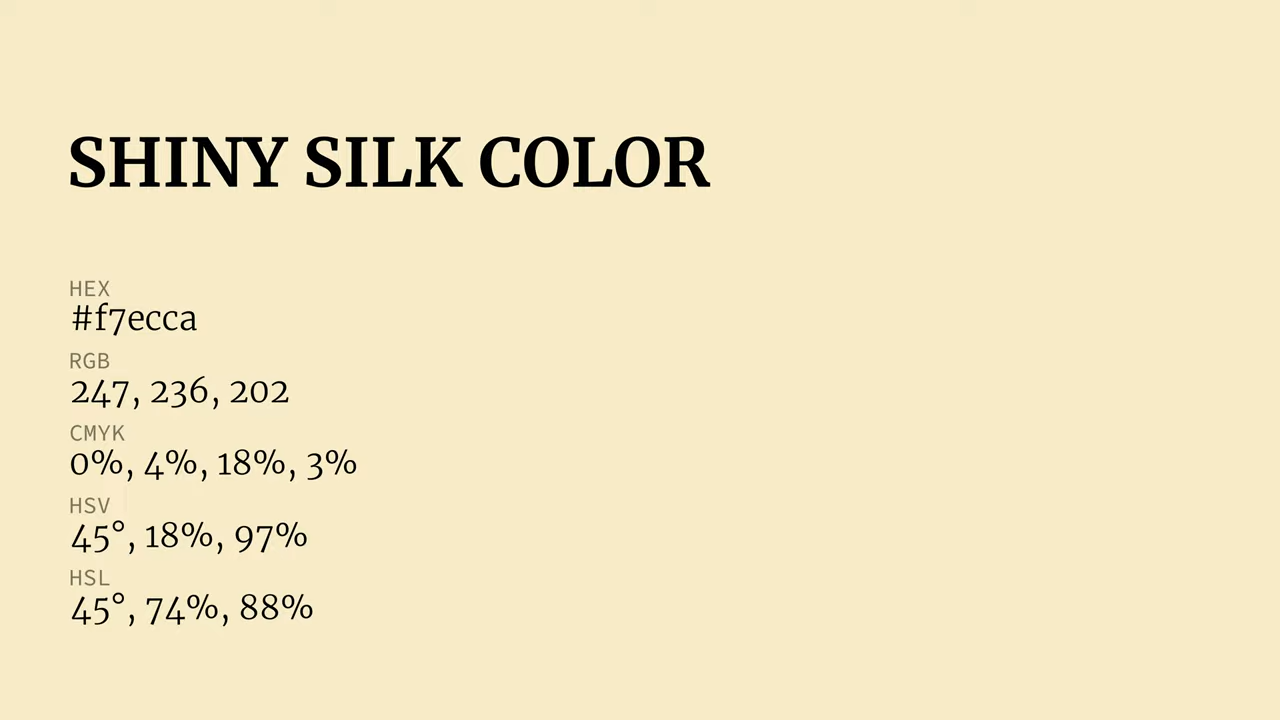 SHINY SILK COLOR
HEX
#f7ecca
RGB
247, 236, 202
CMYK
0%, 4%, 18%, 3%
HSV
45°, 18%, 97%
HSL
45°, 74%, 88%